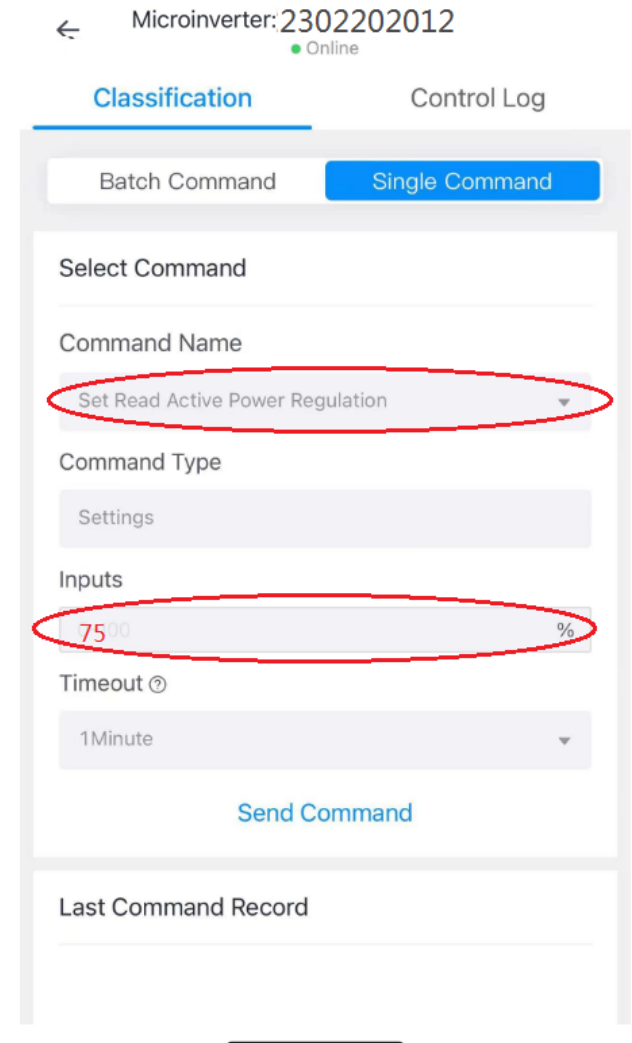 Microinverter:2302202012
Online
Classification Control Log
Batch Command Single Command
Select Command
Command Name
Set Read Active Power Regulation
Command Type
Settings
Inputs
75 %
Timeout
1Minute
Send Command
Last Command Record